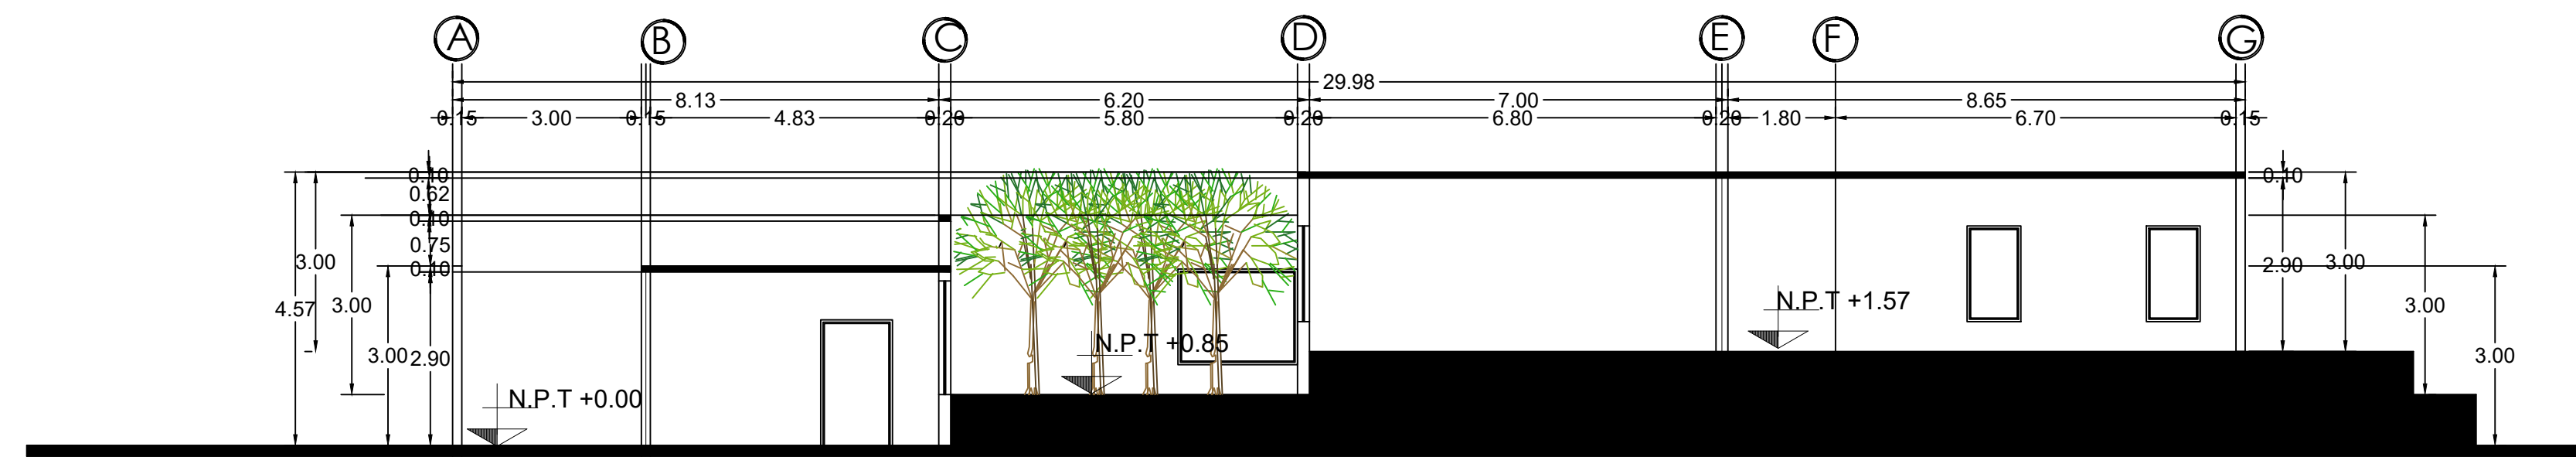 A B C D E F G
29.98
8.13 6.20 7.00 8.65
0.15 3.00 0.15 4.83 0.20 5.80 0.20 6.80 0.20 1.80 6.70 0.15
0.10 0.10
0.62
0.10
0.75
3.00 0.10 2.90 3.00
4.57 3.00 N.P.T +1.57 3.00
3.00 2.90 N.P.T +0.85 3.00
N.P.T +0.00